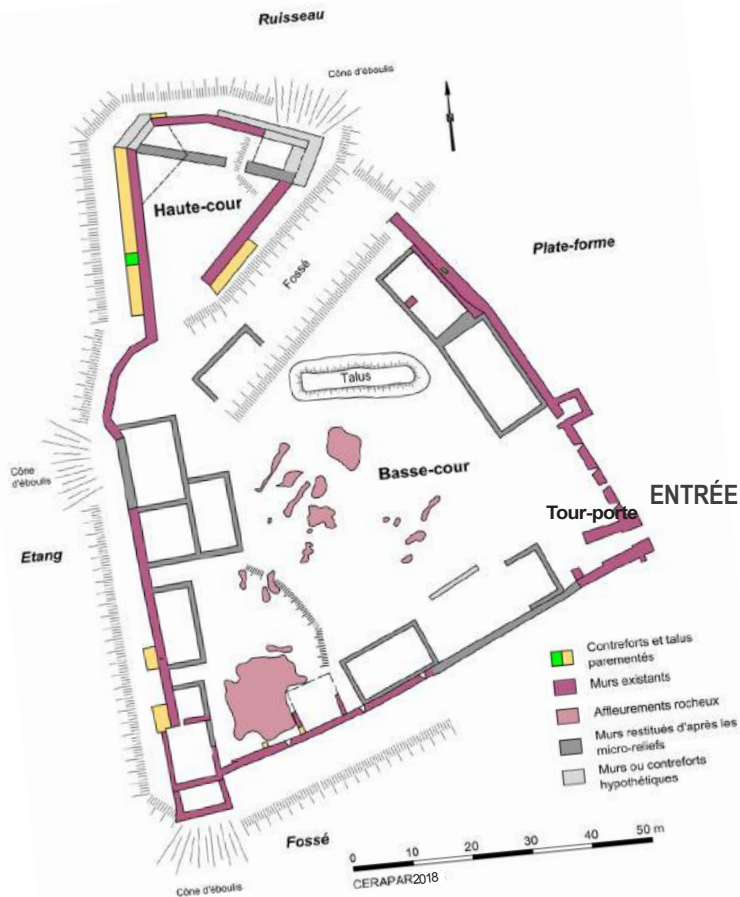 Ruisseau
Cône d'éboulis
N
Haute-cour
Plate-forme
Fossé
Talus
Cône
d'éboulis
Basse-cour
ENTRÉE
Tour-porte
Etang
Contreforts et talus
parementés
Murs existants
Affleurements rocheux
Murs restitués d'après les
micro-reliefs
Murs ou contreforts
hypothétiques
Fossé
0 10 20 30 40 50 m
CERAPAR2018
Cône d'éboulis